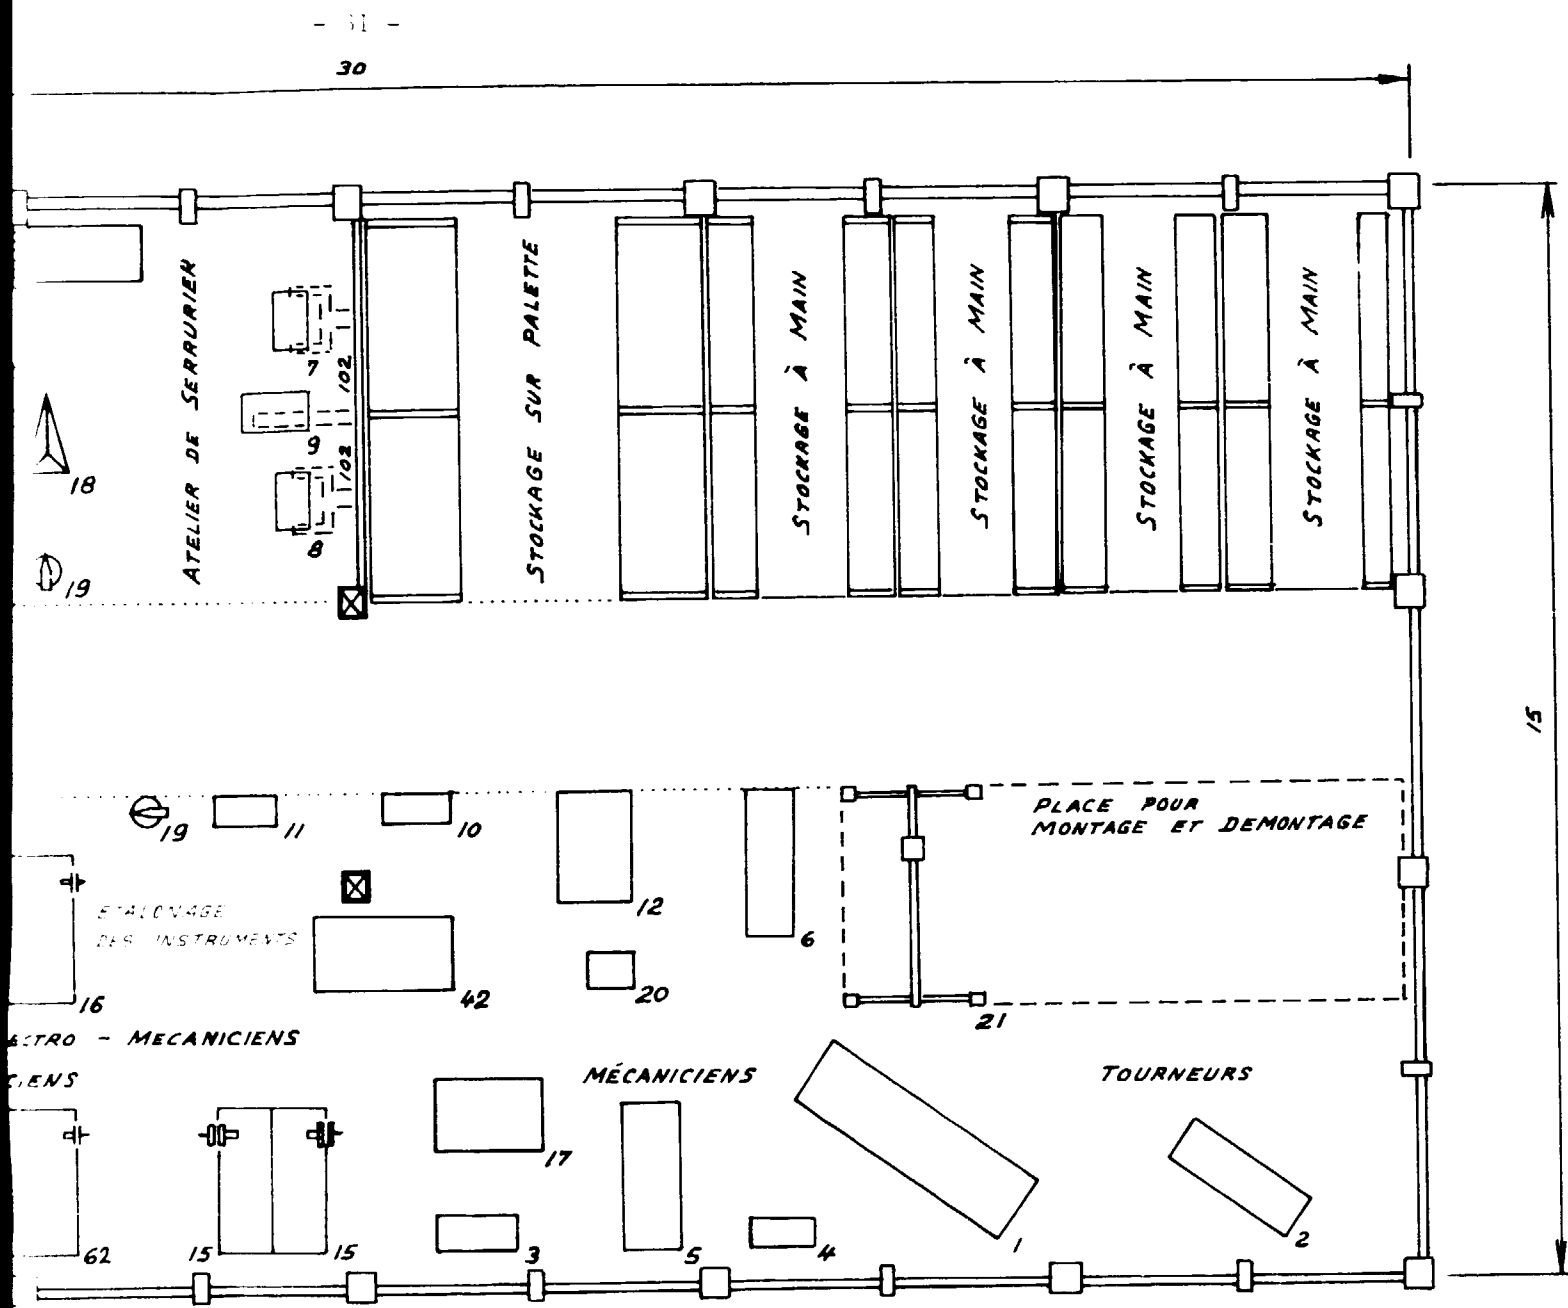 30
ATELIER DE SERRURIER
STOCKAGE SUR PALETTE
STOCKAGE À MAIN
STOCKAGE À MAIN
STOCKAGE À MAIN
STOCKAGE À MAIN
7
102
9
102
8
18
19
15
19
11
10
12
6
PLACE POUR
MONTAGE ET DEMONTAGE
ETALONAGE
DES INSTRUMENTS
16
42
20
21
- MECANICIENS
MÉCANICIENS
TOURNEURS
17
62
15
15
3
5
4
1
2